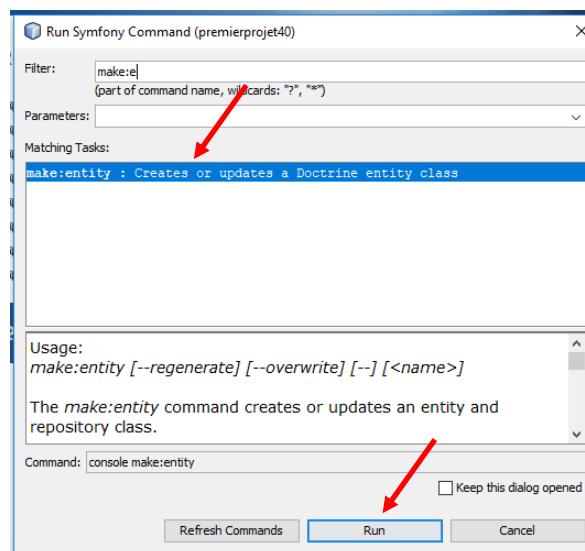 Run Symfony Command (premierprojet40)
Filter:
make:e
(part of command name, wildcards: "?", "*")
Parameters:
Matching Tasks:
make:entity : Creates or updates a Doctrine entity class
Usage:
make:entity [--regenerate] [--overwrite] [--] [<name>]
The make:entity command creates or updates an entity and
repository class.
Command: console make:entity
Keep this dialog opened
Refresh Commands Run Cancel